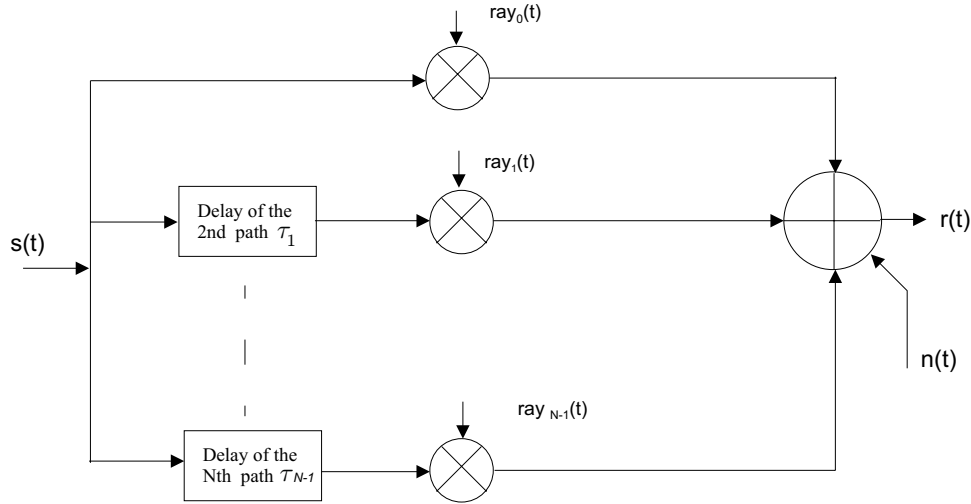 ray₀(t)
ray₁(t)
Delay of the
2nd path τ₁
s(t)
r(t)
n(t)
ray N-1(t)
Delay of the
Nth path τN-1